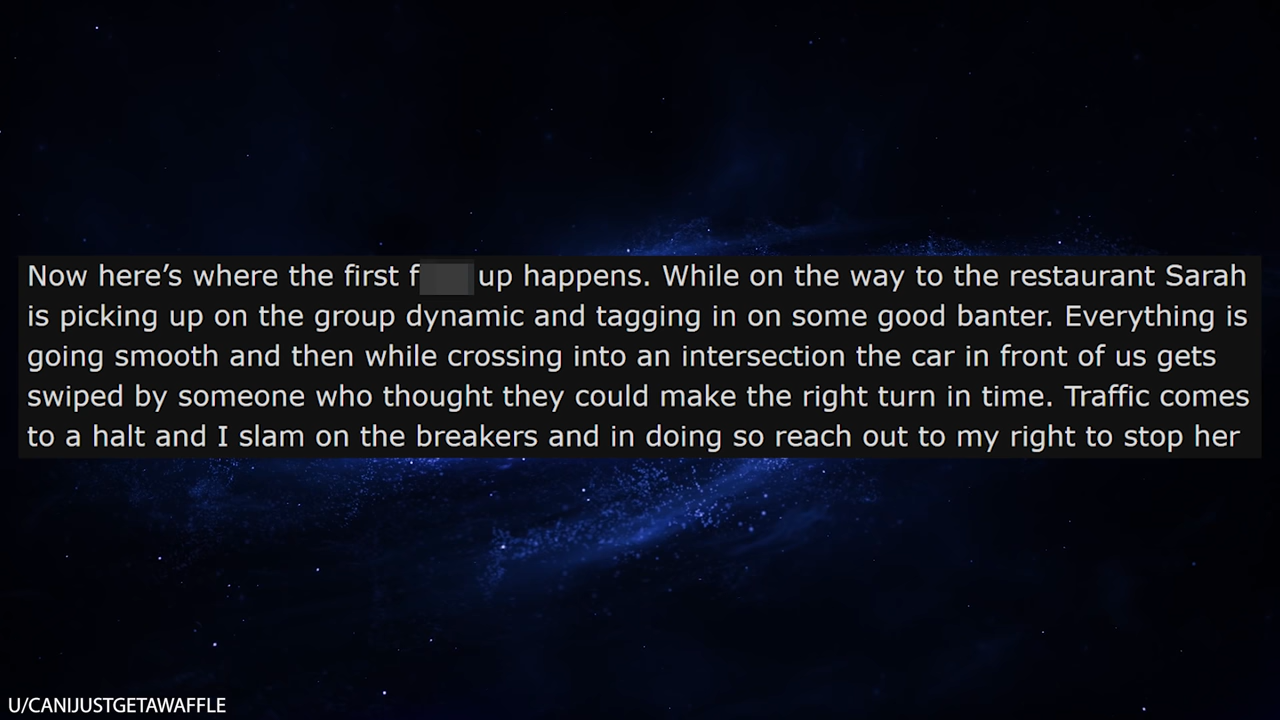 Now here’s where the first f up happens. While on the way to the restaurant Sarah
is picking up on the group dynamic and tagging in on some good banter. Everything is
going smooth and then while crossing into an intersection the car in front of us gets
swiped by someone who thought they could make the right turn in time. Traffic comes
to a halt and I slam on the breakers and in doing so reach out to my right to stop her
U/CANIJUSTGETAWAFFLE